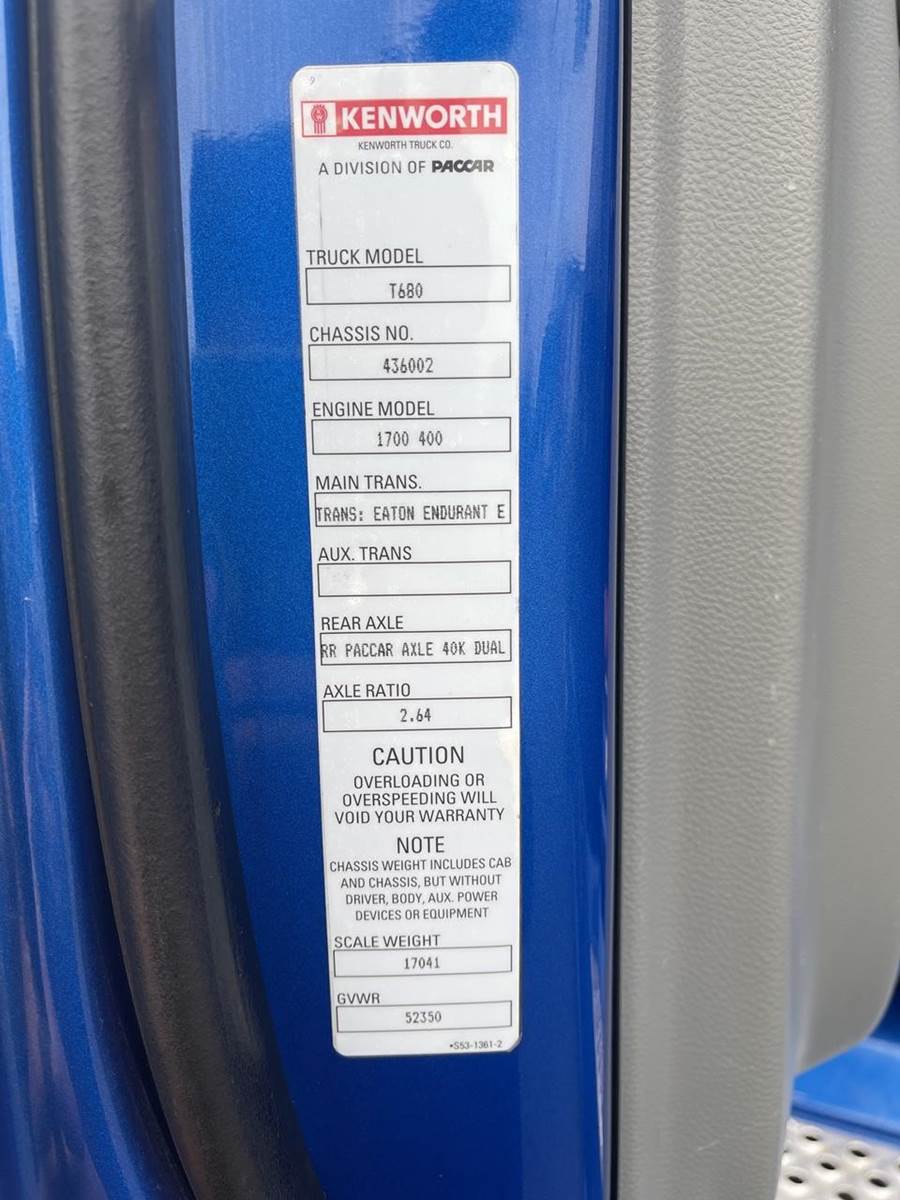 9
KENWORTH
KENWORTH TRUCK CO.
A DIVISION OF PACCAR
TRUCK MODEL
T680
CHASSIS NO.
436002
ENGINE MODEL
1700 400
MAIN TRANS.
TRANS: EATON ENDURANT E
AUX. TRANS
REAR AXLE
RR PACCAR AXLE 40K DUAL
AXLE RATIO
2.64
CAUTION
OVERLOADING OR
OVERSPEEDING WILL
VOID YOUR WARRANTY
NOTE
CHASSIS WEIGHT INCLUDES CAB
AND CHASSIS, BUT WITHOUT
DRIVER, BODY, AUX. POWER
DEVICES OR EQUIPMENT
SCALE WEIGHT
17041
GVWR
52350
•S53-1361-2